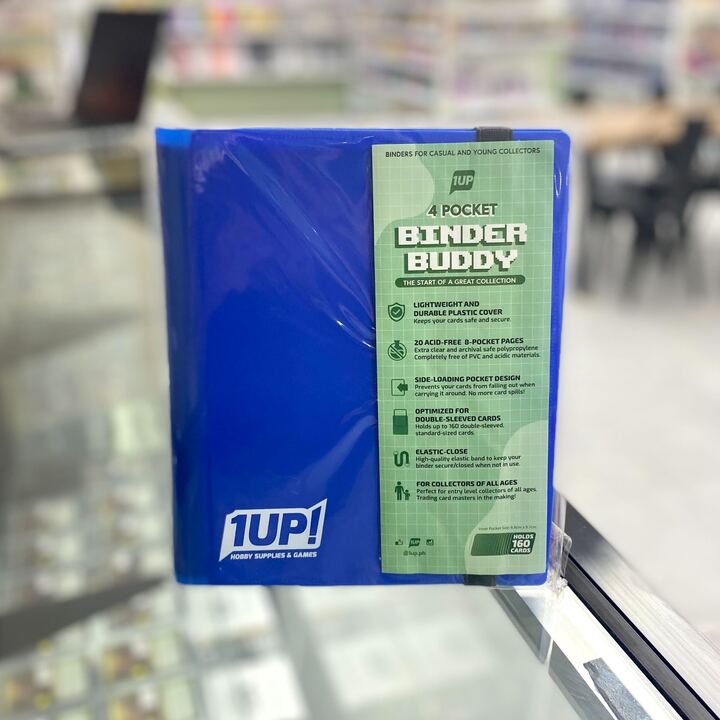 BINDERS FOR CASUAL AND YOUNG COLLECTORS
1UP
4 POCKET
BINDER
BUDDY
THE START OF A GREAT COLLECTION
LIGHTWEIGHT AND
DURABLE PLASTIC COVER
Keeps your cards safe and secure.
20 ACID-FREE 8-POCKET PAGES
Extra clear and archival safe polypropylene
Completely free of PVC and acidic materials.
SIDE-LOADING POCKET DESIGN
Prevents your cards from falling out when
carrying it around. No more card spills!
OPTIMIZED FOR
DOUBLE-SLEEVED CARDS
Holds up to 160 double-sleeved,
standard-sized cards.
ELASTIC-CLOSE
High-quality elastic band to keep your
binder secure/closed when not in use.
FOR COLLECTORS OF ALL AGES
Perfect for entry level collectors of all ages.
Trading card masters in the making!
1UP!
HOBBY SUPPLIES & GAMES
Inner Pocket Size:
HOLDS
160
CARDS
1UP
@1up.ph